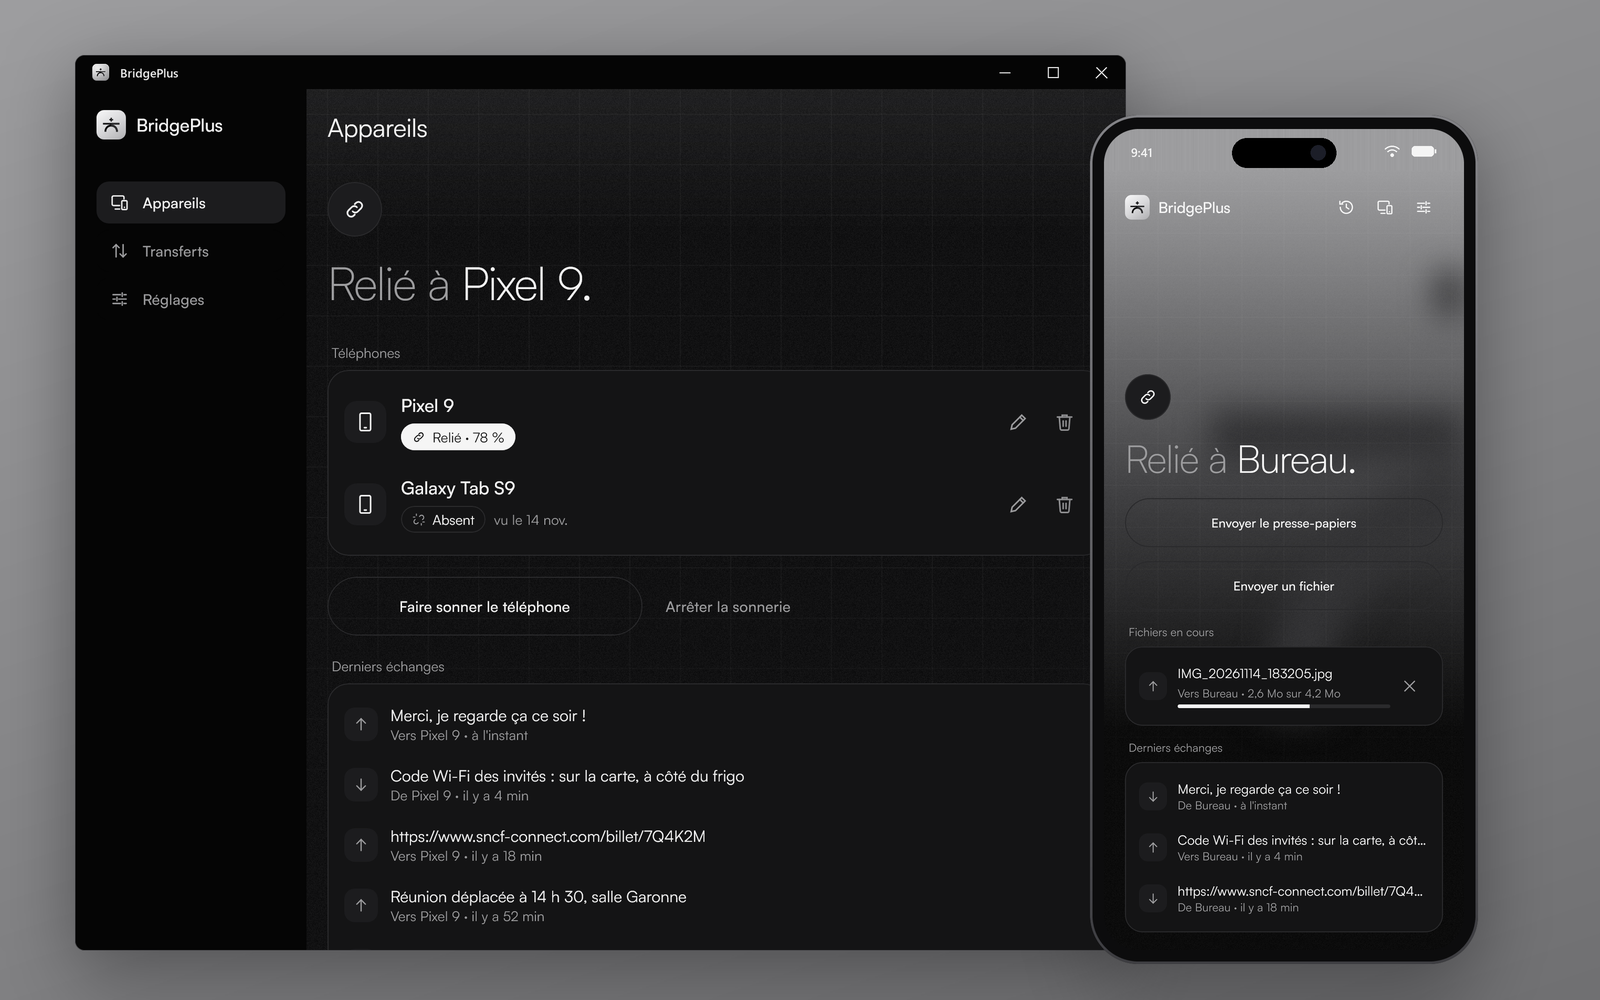 BridgePlus
BridgePlus
Appareils
Transferts
Réglages
Appareils
Relié à Pixel 9.
Téléphones
Pixel 9
Relié · 78 %
Galaxy Tab S9
Absent vu le 14 nov.
Faire sonner le téléphone
Arrêter la sonnerie
Derniers échanges
Merci, je regarde ça ce soir !
Vers Pixel 9 · à l'instant
Code Wi-Fi des invités : sur la carte, à côté du frigo
De Pixel 9 · il y a 4 min
https://www.sncf-connect.com/billet/7Q4K2M
Vers Pixel 9 · il y a 18 min
Réunion déplacée à 14 h 30, salle Garonne
Vers Pixel 9 · il y a 52 min
9:41
BridgePlus
Relié à Bureau.
Envoyer le presse-papiers
Envoyer un fichier
Fichiers en cours
IMG_20261114_183205.jpg
Vers Bureau · 2,6 Mo sur 4,2 Mo
Derniers échanges
Merci, je regarde ça ce soir !
De Bureau · à l'instant
Code Wi-Fi des invités : sur la carte, à côt...
Vers Bureau · il y a 4 min
https://www.sncf-connect.com/billet/7Q4...
De Bureau · il y a 18 min